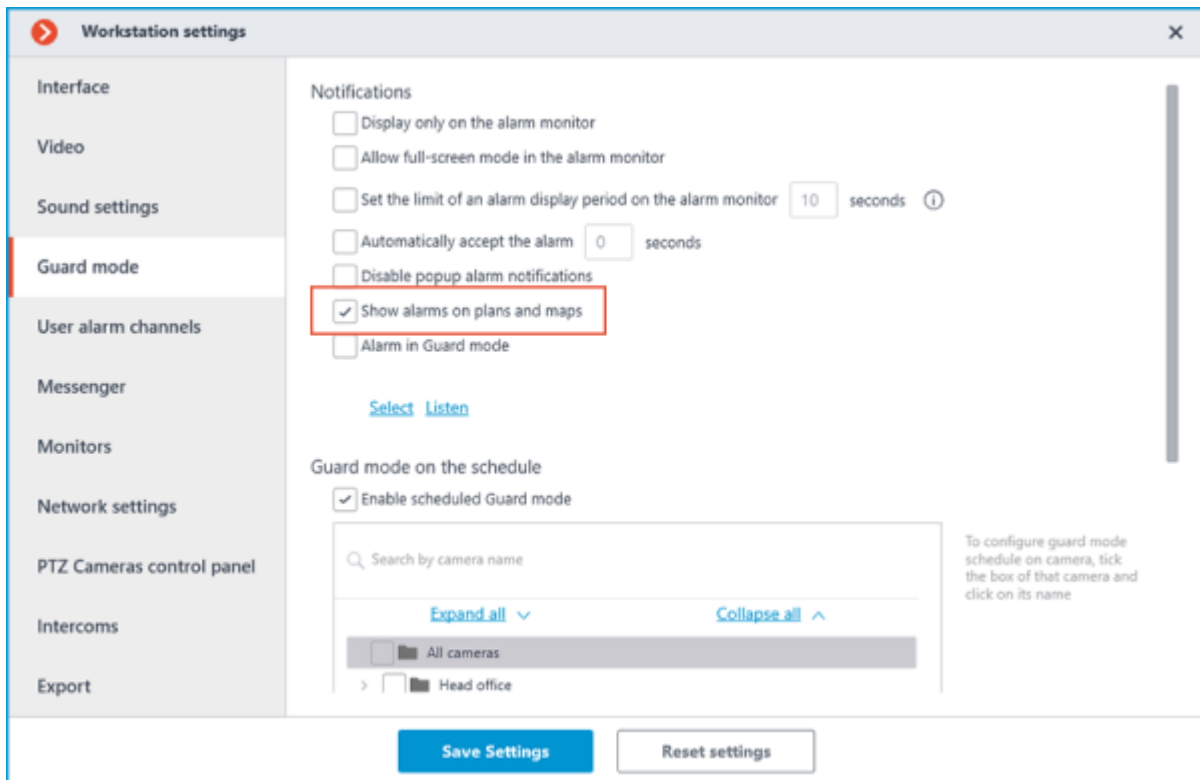 Workstation settings
Interface
Video
Sound settings
Guard mode
User alarm channels
Messenger
Monitors
Network settings
PTZ Cameras control panel
Intercoms
Export
Notifications
Display only on the alarm monitor
Allow full-screen mode in the alarm monitor
Set the limit of an alarm display period on the alarm monitor 10 seconds
Automatically accept the alarm 0 seconds
Disable popup alarm notifications
Show alarms on plans and maps
Alarm in Guard mode
Select Listen
Guard mode on the schedule
Enable scheduled Guard mode
Search by camera name
Expand all Collapse all
All cameras
Head office
To configure guard mode
schedule on camera, tick
the box of that camera and
click on its name
Save Settings Reset settings